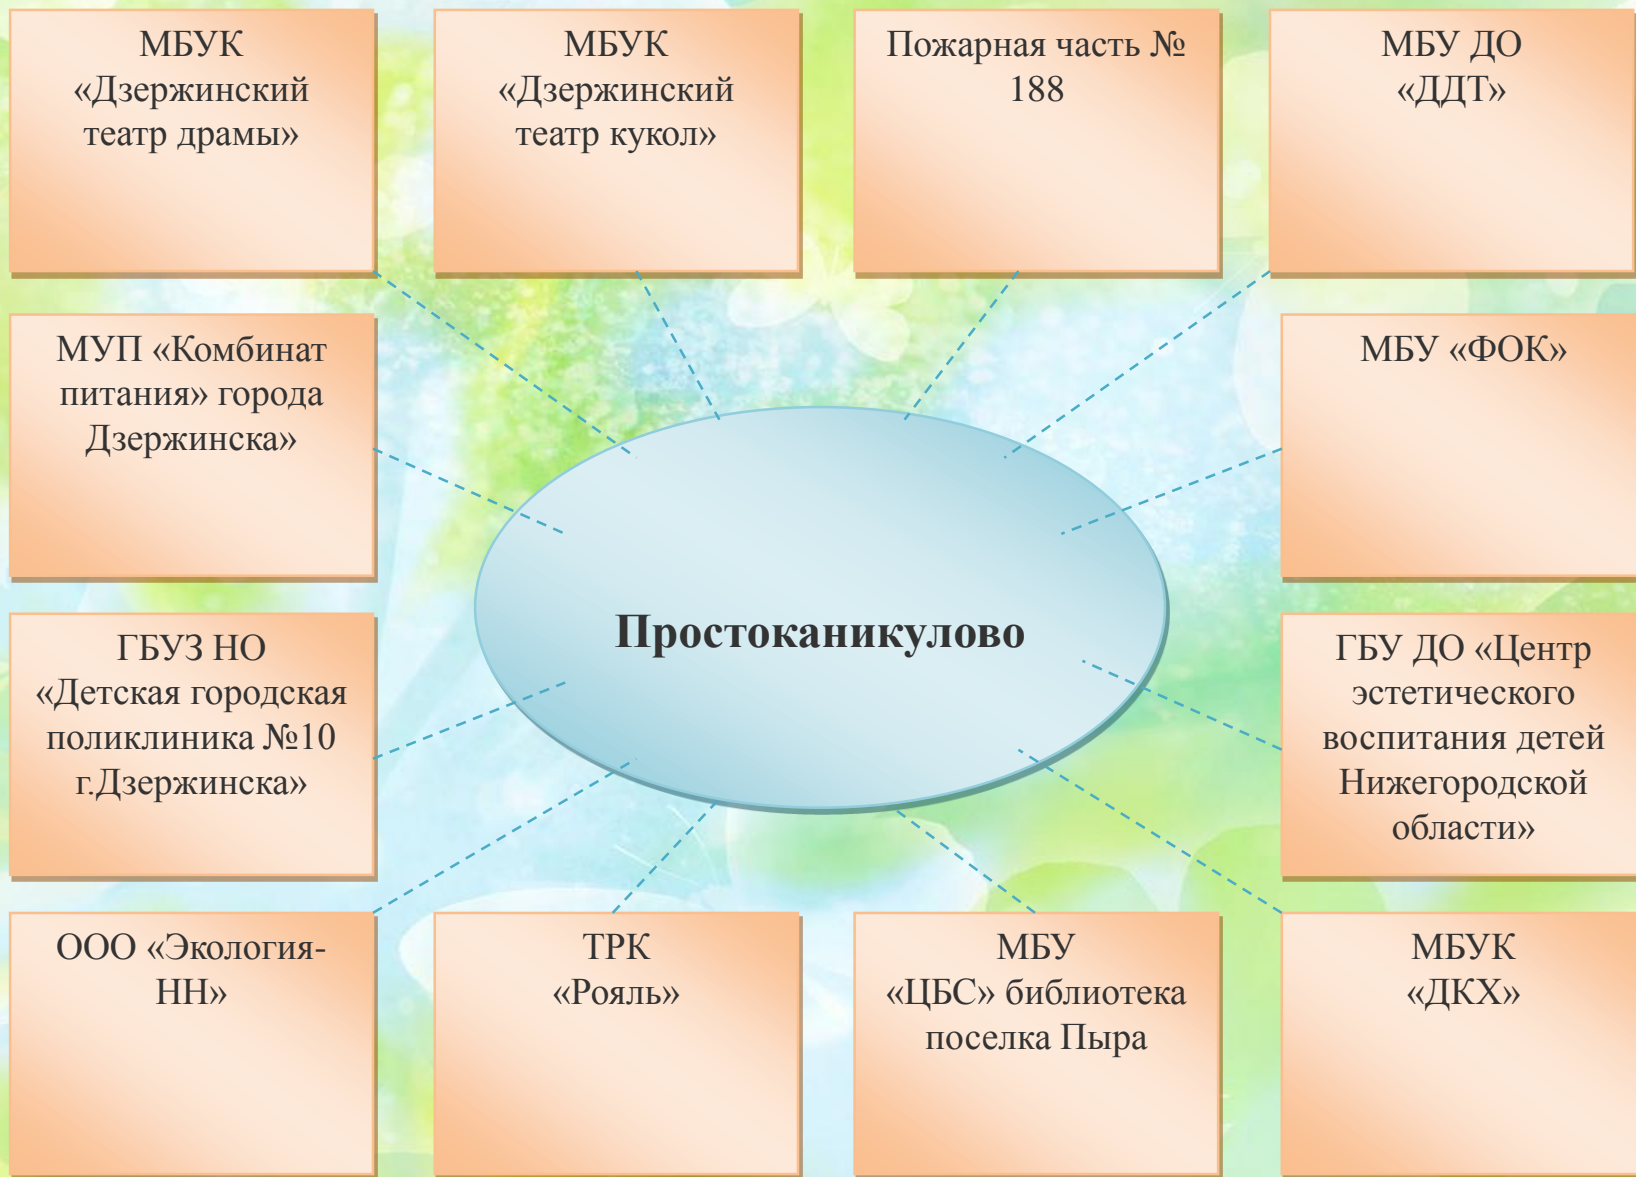 МБУК
«Дзержинский
театр драмы»
МБУК
«Дзержинский
театр кукол»
Пожарная часть №
188
МБУ ДО
«ДДТ»
МУП «Комбинат
питания» города
Дзержинска»
МБУ «ФОК»
Простоканикулово
ГБУЗ НО
«Детская городская
поликлиника №10
г.Дзержинска»
ГБУ ДО «Центр
эстетического
воспитания детей
Нижегородской
области»
ООО «Экология-
НН»
ТРК
«Рояль»
МБУ
«ЦБС» библиотека
поселка Пыра
МБУК
«ДКХ»